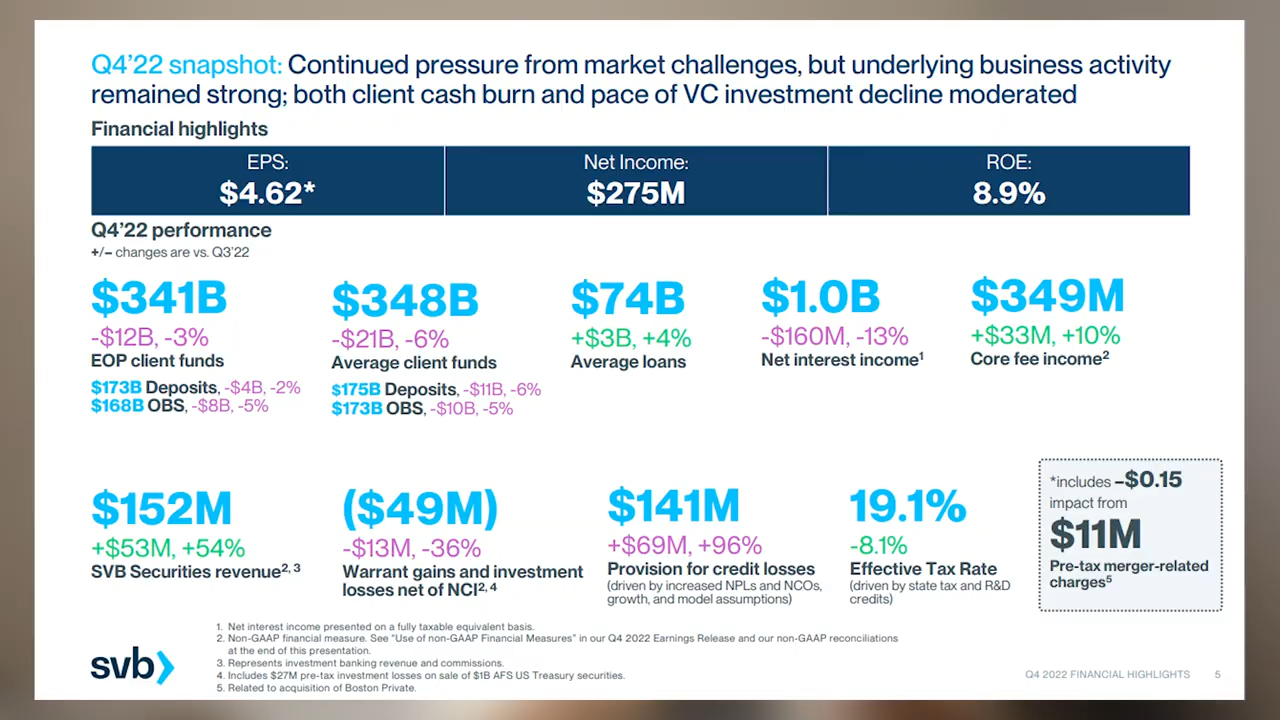 Q4'22 snapshot: Continued pressure from market challenges, but underlying business activity
remained strong; both client cash burn and pace of VC investment decline moderated
Financial highlights
EPS:
$4.62*
Net Income:
$275M
ROE:
8.9%
Q4'22 performance
+/– changes are vs. Q3'22
$341B
-$12B, -3%
EOP client funds
$173B Deposits, -$4B, -2%
$168B OBS, -$8B, -5%
$348B
-$21B, -6%
Average client funds
$175B Deposits, -$11B, -6%
$173B OBS, -$10B, -5%
$74B
+$3B, +4%
Average loans
$1.0B
-$160M, -13%
Net interest income¹
$349M
+$33M, +10%
Core fee income²
$152M
+$53M, +54%
SVB Securities revenue²,³
($49M)
-$13M, -36%
Warrant gains and investment
losses net of NCI²,⁴
$141M
+$69M, +96%
Provision for credit losses
(driven by increased NPLs and NCOs,
growth, and model assumptions)
19.1%
-8.1%
Effective Tax Rate
(driven by state tax and R&D
credits)
*includes –$0.15
impact from
$11M
Pre-tax merger-related
charges⁵
1. Net interest income presented on a fully taxable equivalent basis.
2. Non-GAAP financial measure. See "Use of non-GAAP Financial Measures" in our Q4 2022 Earnings Release and our non-GAAP reconciliations
at the end of this presentation.
3. Represents investment banking revenue and commissions.
4. Includes $27M pre-tax investment losses on sale of $1B AFS US Treasury securities.
5. Related to acquisition of Boston Private.
svb
Q4 2022 FINANCIAL HIGHLIGHTS 5